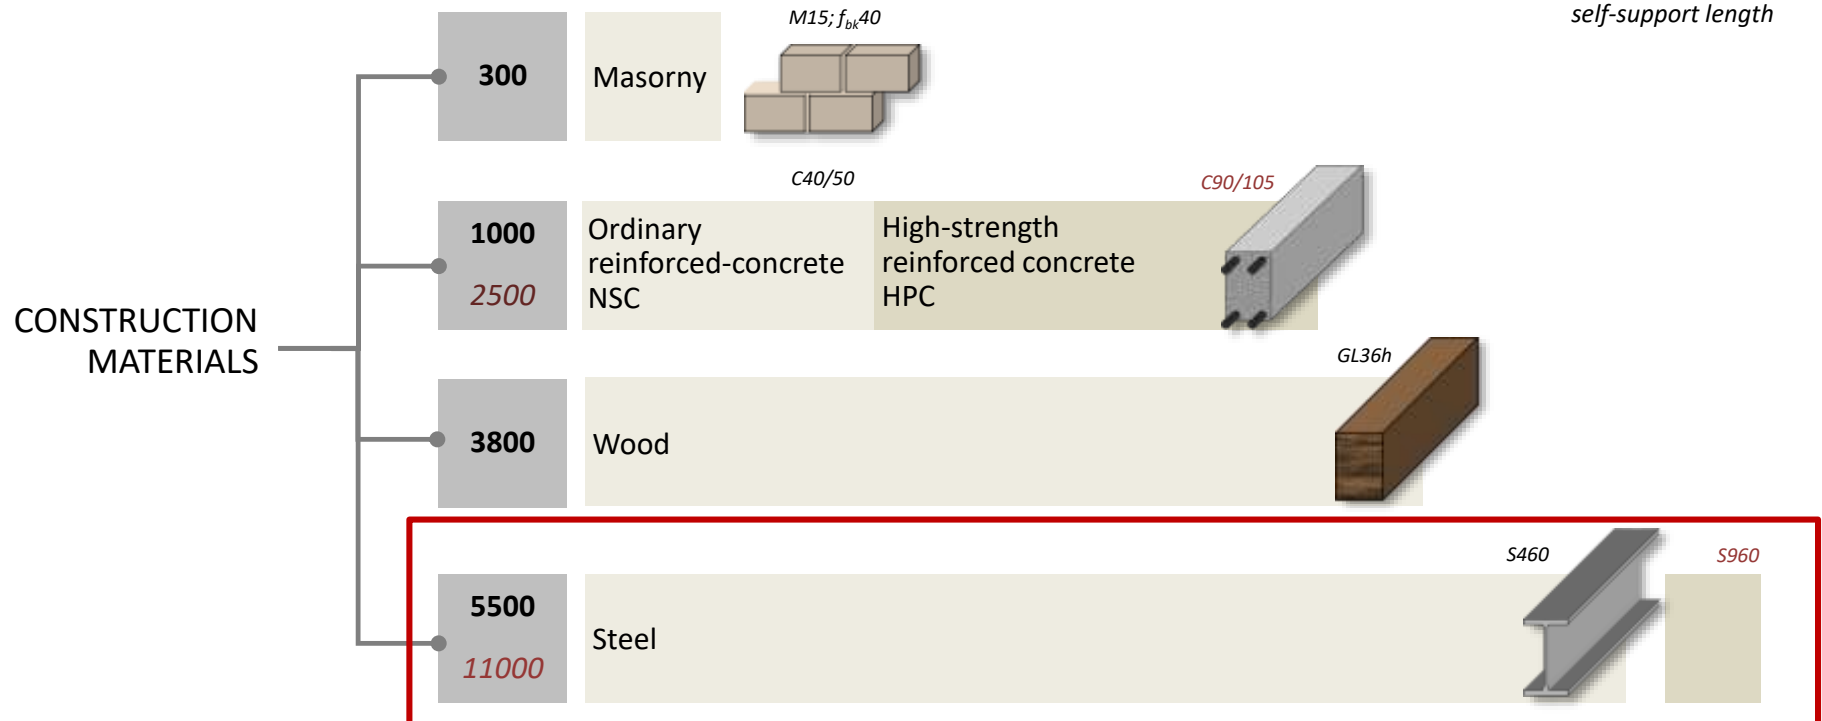 self-support length
M15; fbk40
300
Masorny
C40/50
C90/105
1000
2500
Ordinary
reinforced-concrete
NSC
High-strength
reinforced concrete
HPC
CONSTRUCTION
MATERIALS
GL36h
3800
Wood
S460
S960
5500
11000
Steel